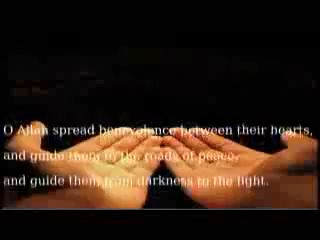 O Allah spread benevolence between their hearts,
and guide them to the roads of peace,
and guide them from darkness to the light.